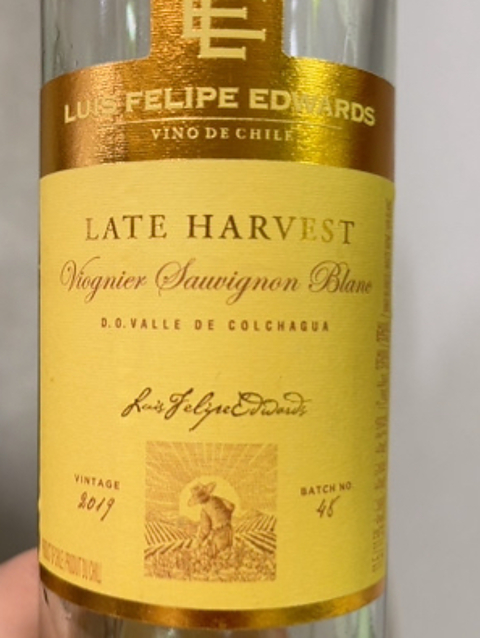 LUIS FELIPE EDWARDS
VINO DE CHILE
LATE HARVEST
Viognier Sauvignon Blanc
D.O. VALLE DE COLCHAGUA
Luis Felipe Edwards
VINTAGE
2019
BATCH NO.
48